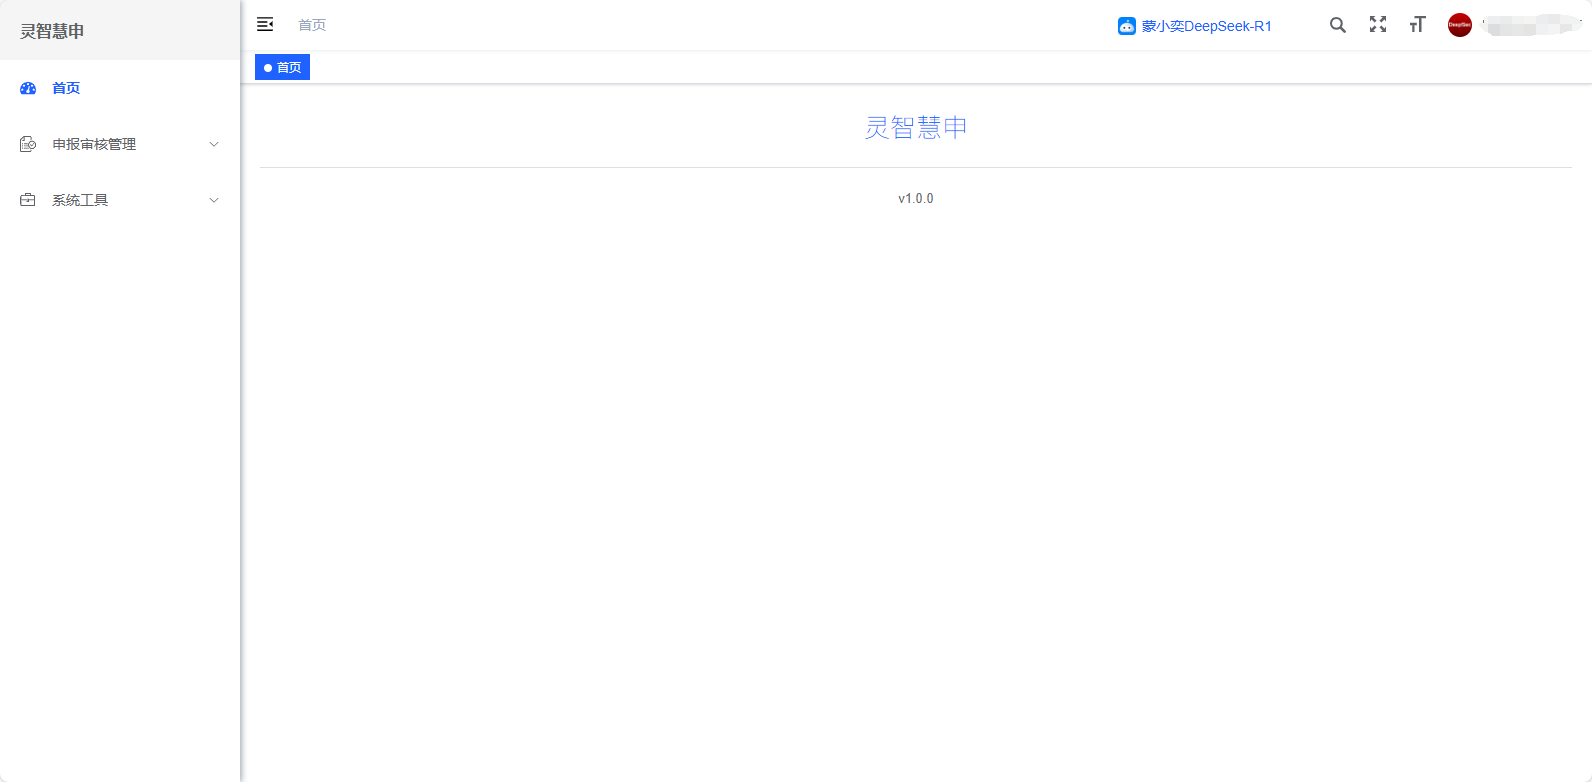 灵智慧申
首页
申报审核管理
系统工具
首页
蒙小奕DeepSeek-R1
首页
灵智慧申
v1.0.0